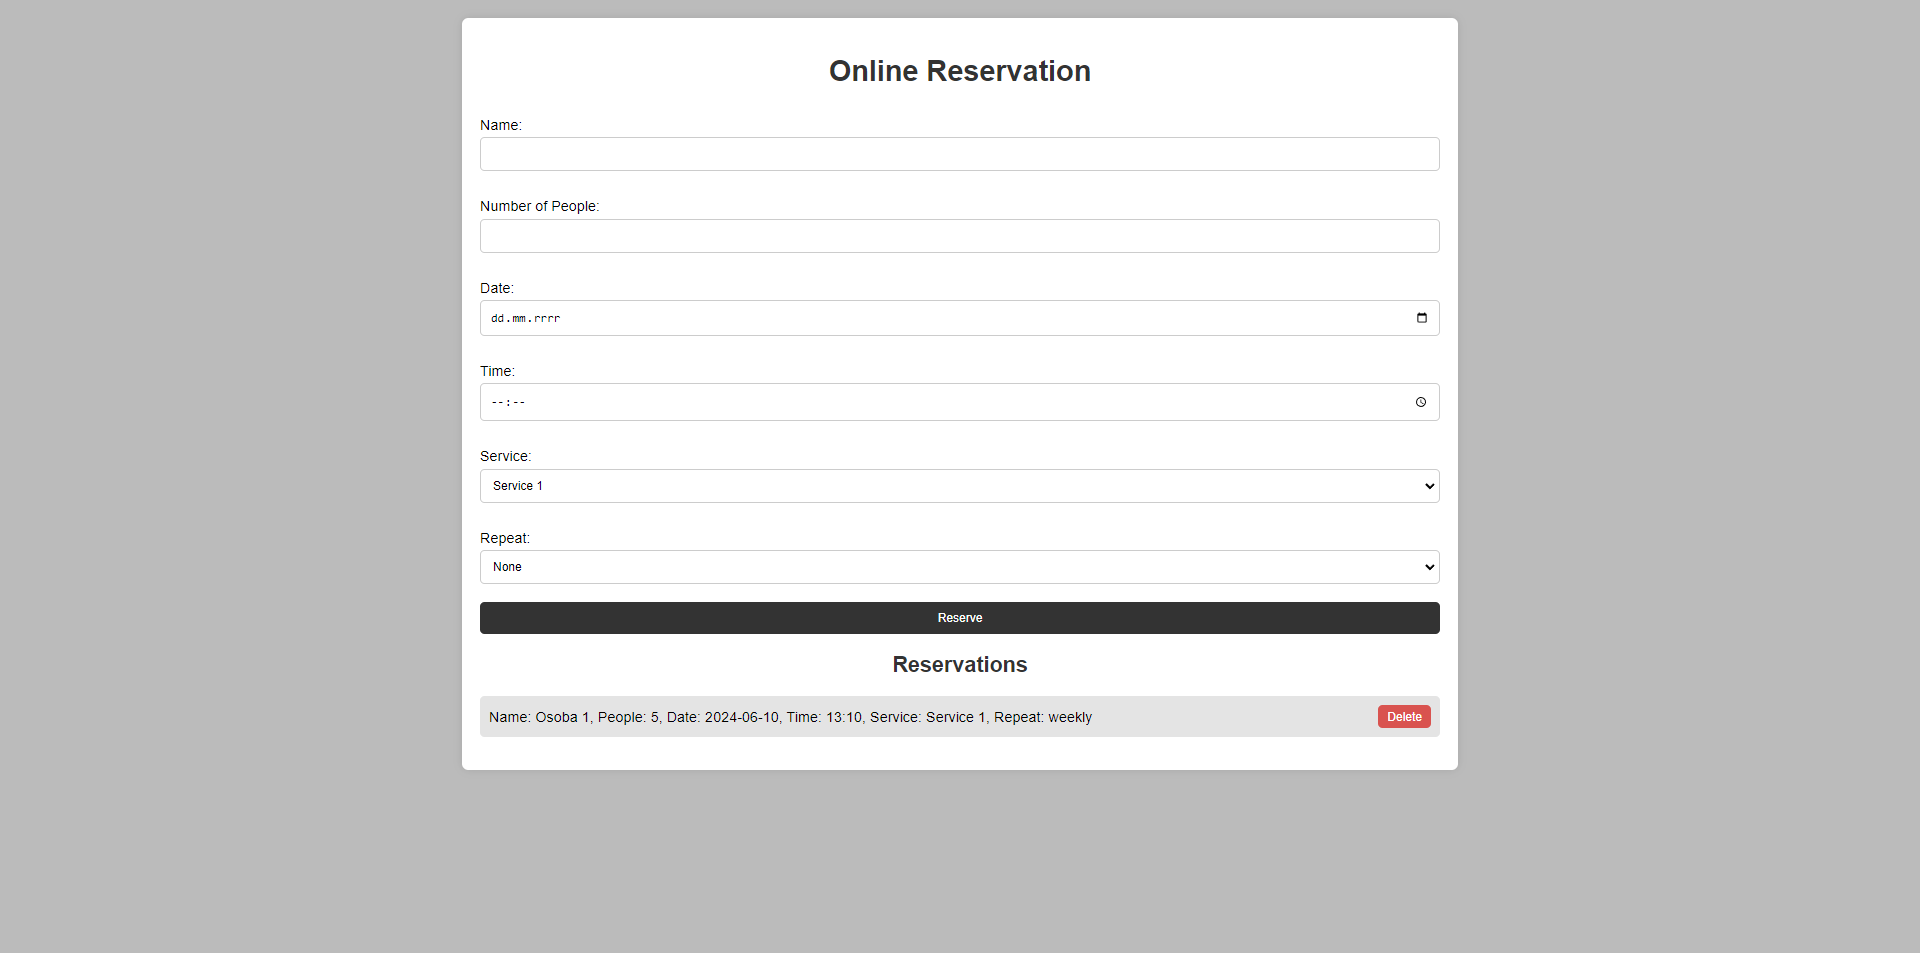 Online Reservation
Name:
Number of People:
Date:
dd.mm.rrrr
Time:
--:--
Service:
Service 1
Repeat:
None
Reserve
Reservations
Name: Osoba 1, People: 5, Date: 2024-06-10, Time: 13:10, Service: Service 1, Repeat: weekly
Delete